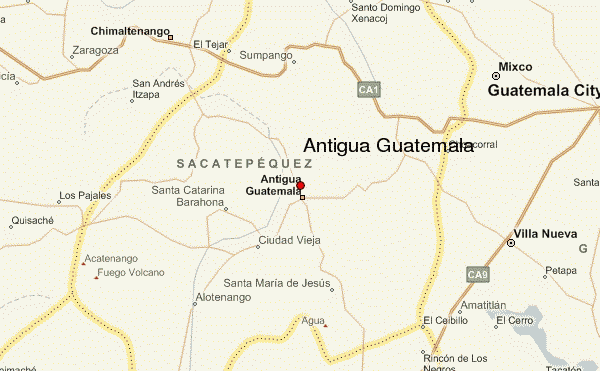 Santo Domingo
Xenacoj
Chimaltenango
El Tejar
Zaragoza
Sumpango
Mixco
San Andrés
Itzapa
CA1
Guatemala City
Antigua Guatemala
SACATEPÉQUEZ
Antigua
Guatemala
Santa Catarina
Barahona
Los Pajales
Quisaché
Ciudad Vieja
Villa Nueva
G
Acatenango
Fuego Volcano
CA9
Petapa
Santa María de Jesús
Alotenango
Amatitlán
Agua
El Ceibillo
El Cerro
Rincón de Los
Negros